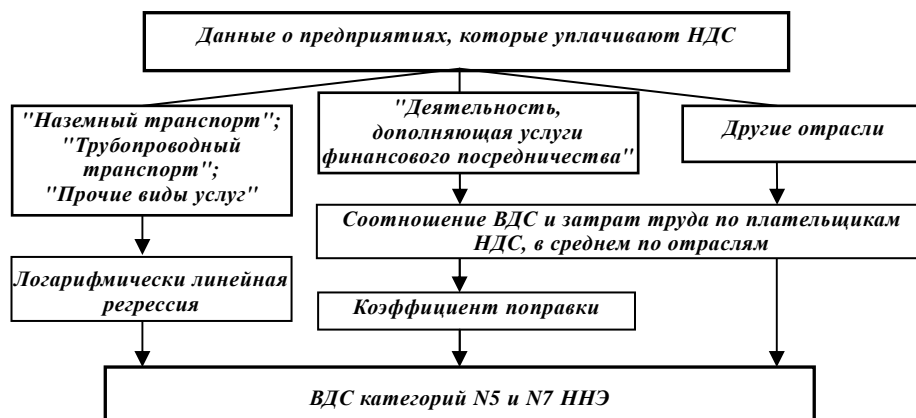 Данные о предприятиях, которые уплачивают НДС
"Наземный транспорт";
"Трубопроводный
транспорт";
"Прочие виды услуг"
"Деятельность,
дополняющая услуги
финансового посредничества"
Другие отрасли
Соотношение ВДС и затрат труда по плательщикам
НДС, в среднем по отраслям
Логарифмически линейная
регрессия
Коэффициент поправки
ВДС категорий N5 и N7 ННЭ